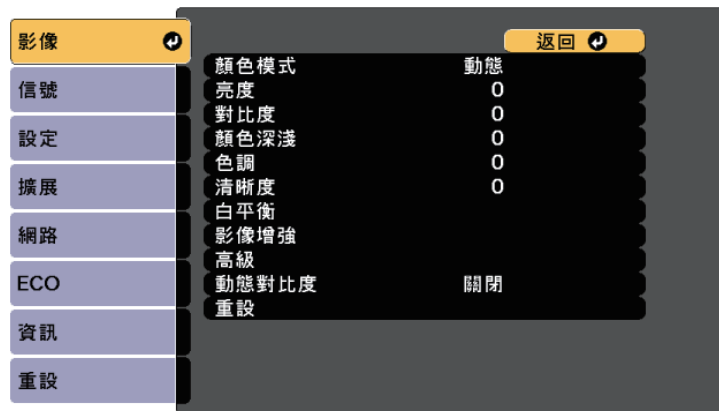 影像
信號
設定
擴展
網路
ECO
資訊
重設
返回
顏色模式 動態
亮度 0
對比度 0
顏色深淺 0
色調 0
清晰度 0
白平衡
影像增強
高級
動態對比度 關閉
重設